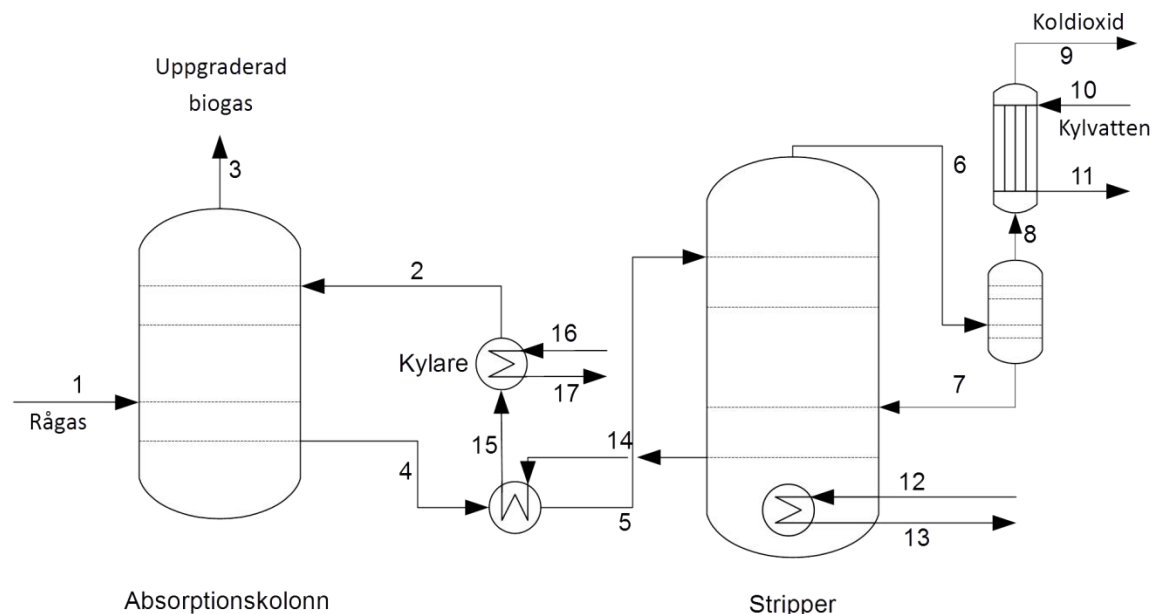 Koldioxid
9
Uppgraderad
biogas
10
Kylvatten
3
6
11
8
2
16
Kylare
17
1
Rågas
7
15
14
4
5
12
13
Absorptionskolonn
Stripper